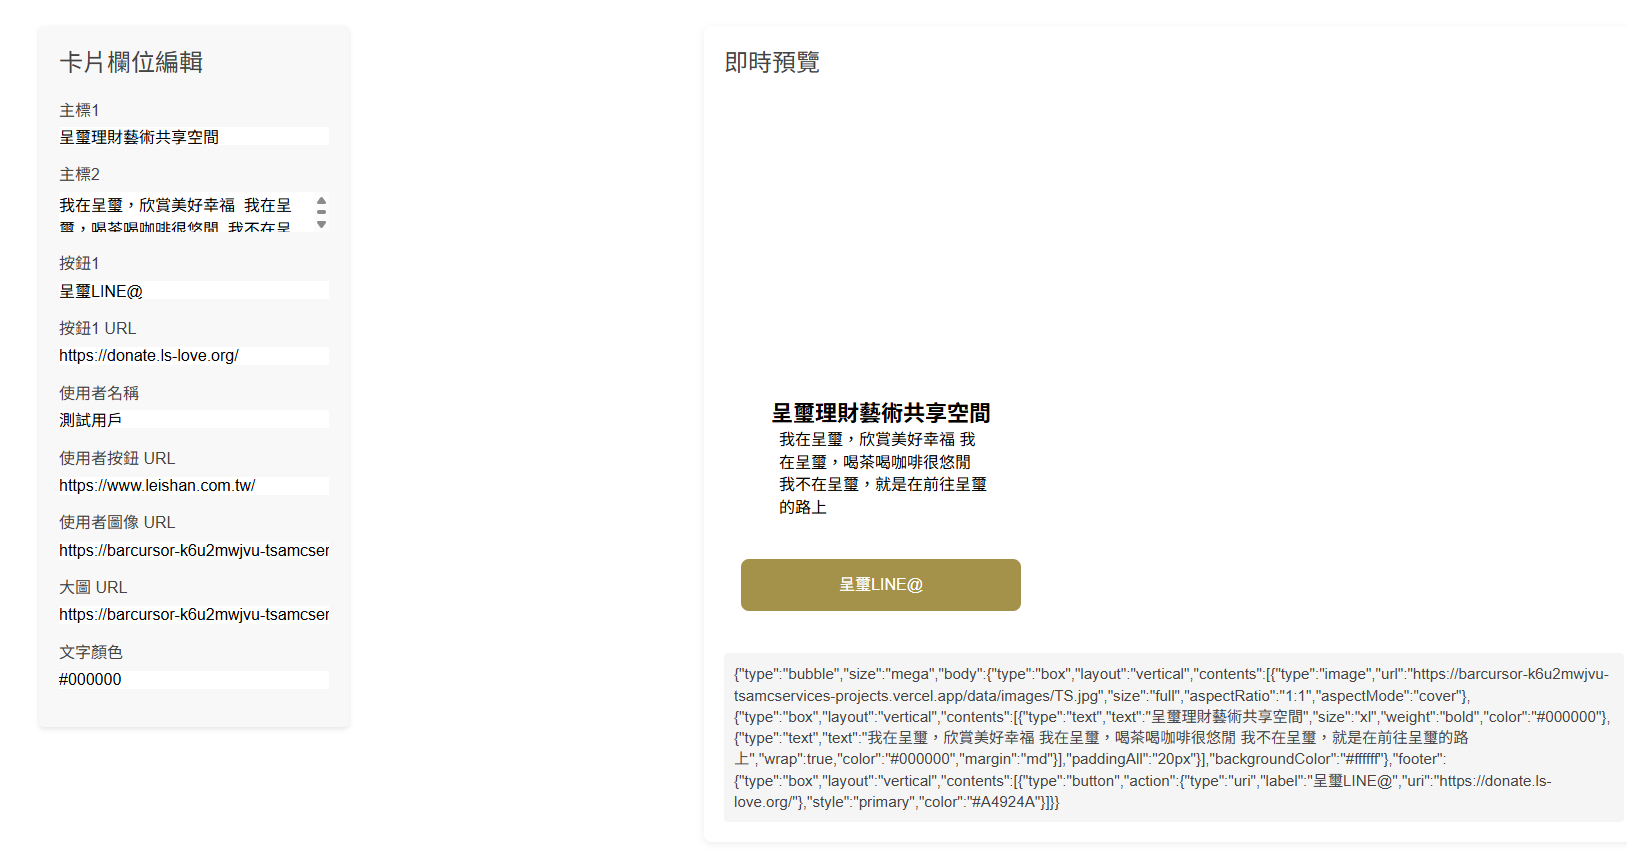 卡片欄位編輯
主標1
呈璽理財藝術共享空間
主標2
我在呈璽，欣賞美好幸福 我在呈
璽，喝茶喝咖啡很悠閒 我不在呈
按鈕1
呈璽LINE@
按鈕1 URL
https://donate.ls-love.org/
使用者名稱
測試用戶
使用者按鈕 URL
https://www.leishan.com.tw/
使用者圖像 URL
https://barcursor-k6u2mwjvu-tsamcser
大圖 URL
https://barcursor-k6u2mwjvu-tsamcser
文字顏色
#000000
即時預覽
呈璽理財藝術共享空間
我在呈璽，欣賞美好幸福 我
在呈璽，喝茶喝咖啡很悠閒
我不在呈璽，就是在前往呈璽
的路上
呈璽LINE@
{"type":"bubble","size":"mega","body":{"type":"box","layout":"vertical","contents":[{"type":"image","url":"https://barcursor-k6u2mwjvu-
tsamcservices-projects.vercel.app/data/images/TS.jpg","size":"full","aspectRatio":"1:1","aspectMode":"cover"},
{"type":"box","layout":"vertical","contents":[{"type":"text","text":"呈璽理財藝術共享空間","size":"xl","weight":"bold","color":"#000000"},
{"type":"text","text":"我在呈璽，欣賞美好幸福 我在呈璽，喝茶喝咖啡很悠閒 我不在呈璽，就是在前往呈璽的路
上","wrap":true,"color":"#000000","margin":"md"}],"paddingAll":"20px"}],"backgroundColor":"#ffffff"},"footer":
{"type":"box","layout":"vertical","contents":[{"type":"button","action":{"type":"uri","label":"呈璽LINE@","uri":"https://donate.ls-
love.org/"},"style":"primary","color":"#A4924A"}]}}